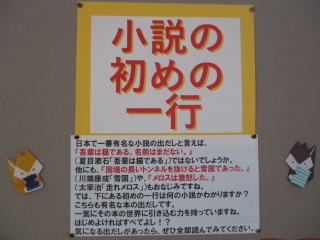 小説の
初めの
一行
日本で一番有名な小説の出だしと言えば、
『吾輩は猫である。名前はまだない。』
(夏目漱石「吾輩は猫である」)ではないでしょうか。
他にも、『国境の長いトンネルを抜けると雪国であった。』
(川端康成「雪国」)や、『メロスは激怒した。』
(太宰治「走れメロス」)もおなじみですね。
では、下にある初めの一行は何の小説かわかりますか?
こちらも有名な本の出だしです。
一気にその本の世界に引き込む力を持っていますね。
はじめよければすべてよし!?
気になる出だしがあったら、ぜひ全部読んでみてください。